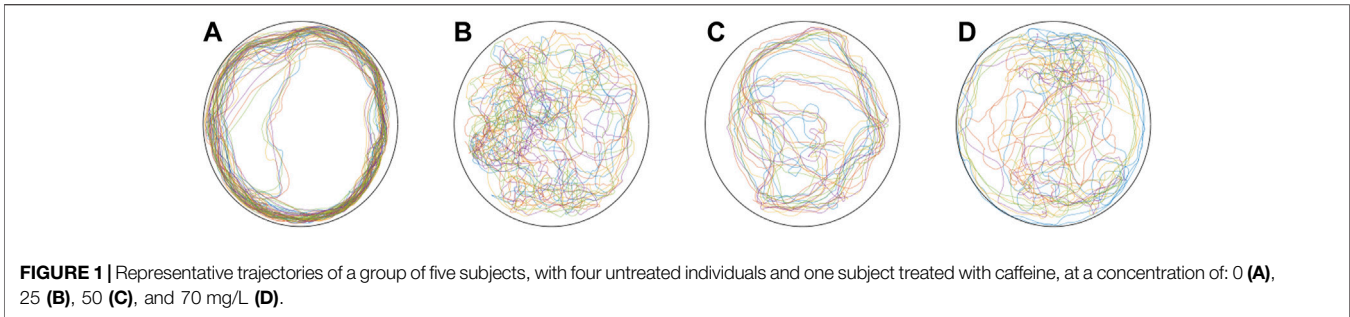 A B C D
FIGURE 1 | Representative trajectories of a group of five subjects, with four untreated individuals and one subject treated with caffeine, at a concentration of: 0 (A),
25 (B), 50 (C), and 70 mg/L (D).